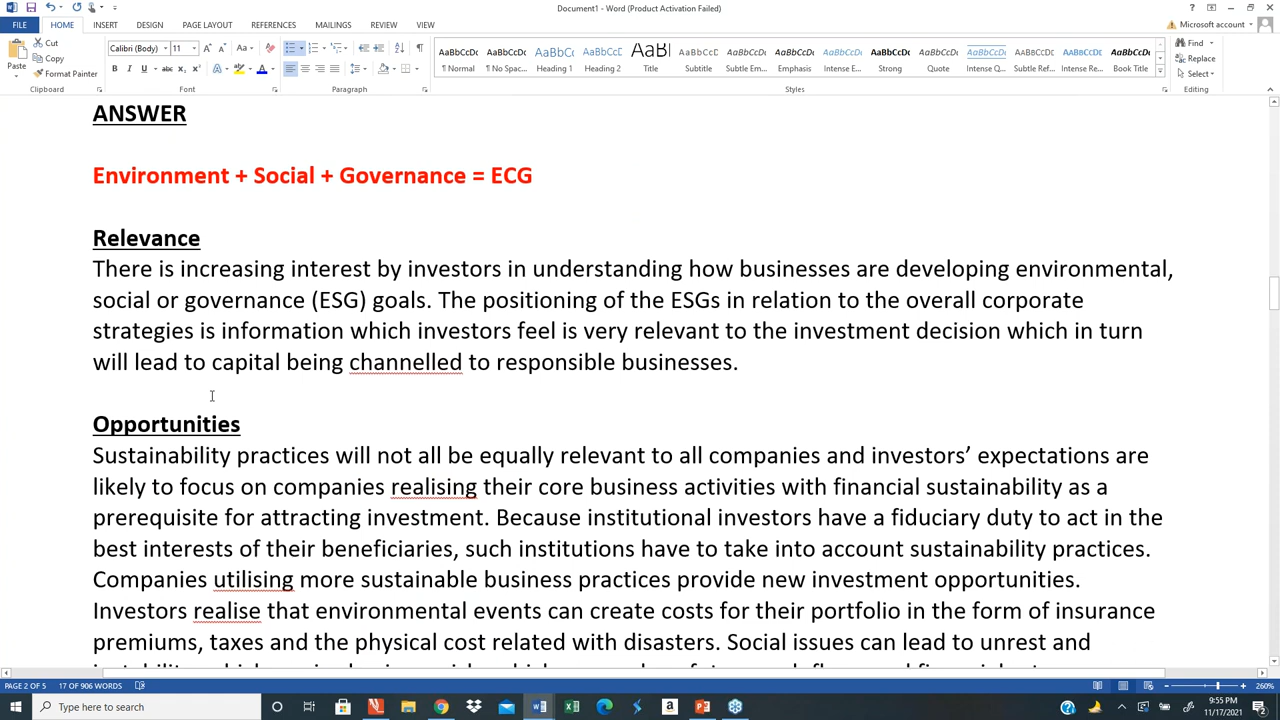 Document1 - Word (Product Activation Failed)
FILE HOME INSERT DESIGN PAGE LAYOUT REFERENCES MAILINGS REVIEW VIEW Microsoft account
Paste Cut Copy Format Painter
Calibri (Body) 11
Find Replace Select
AaBbCcDc AaBbCcDc AaBbCc AaBbCcC AaBl AaBbCcD AaBbCcDc AaBbCcDc AaBbCcDc AaBbCcDc AaBbCcDc AaBbCcDc AaBbCcDc AaBbCcDc AaBbCcDc
¶ Normal ¶ No Spac... Heading 1 Heading 2 Title Subtitle Subtle Em... Emphasis Intense E... Strong Quote Intense Q... Subtle Ref... Intense Re... Book Title
Clipboard Font Paragraph Styles Editing
ANSWER
Environment + Social + Governance = ECG
Relevance
There is increasing interest by investors in understanding how businesses are developing environmental,
social or governance (ESG) goals. The positioning of the ESGs in relation to the overall corporate
strategies is information which investors feel is very relevant to the investment decision which in turn
will lead to capital being channelled to responsible businesses.
Opportunities
Sustainability practices will not all be equally relevant to all companies and investors’ expectations are
likely to focus on companies realising their core business activities with financial sustainability as a
prerequisite for attracting investment. Because institutional investors have a fiduciary duty to act in the
best interests of their beneficiaries, such institutions have to take into account sustainability practices.
Companies utilising more sustainable business practices provide new investment opportunities.
Investors realise that environmental events can create costs for their portfolio in the form of insurance
premiums, taxes and the physical cost related with disasters. Social issues can lead to unrest and
PAGE 2 OF 5 17 OF 906 WORDS 260%
Type here to search
9:55 PM
11/17/2021